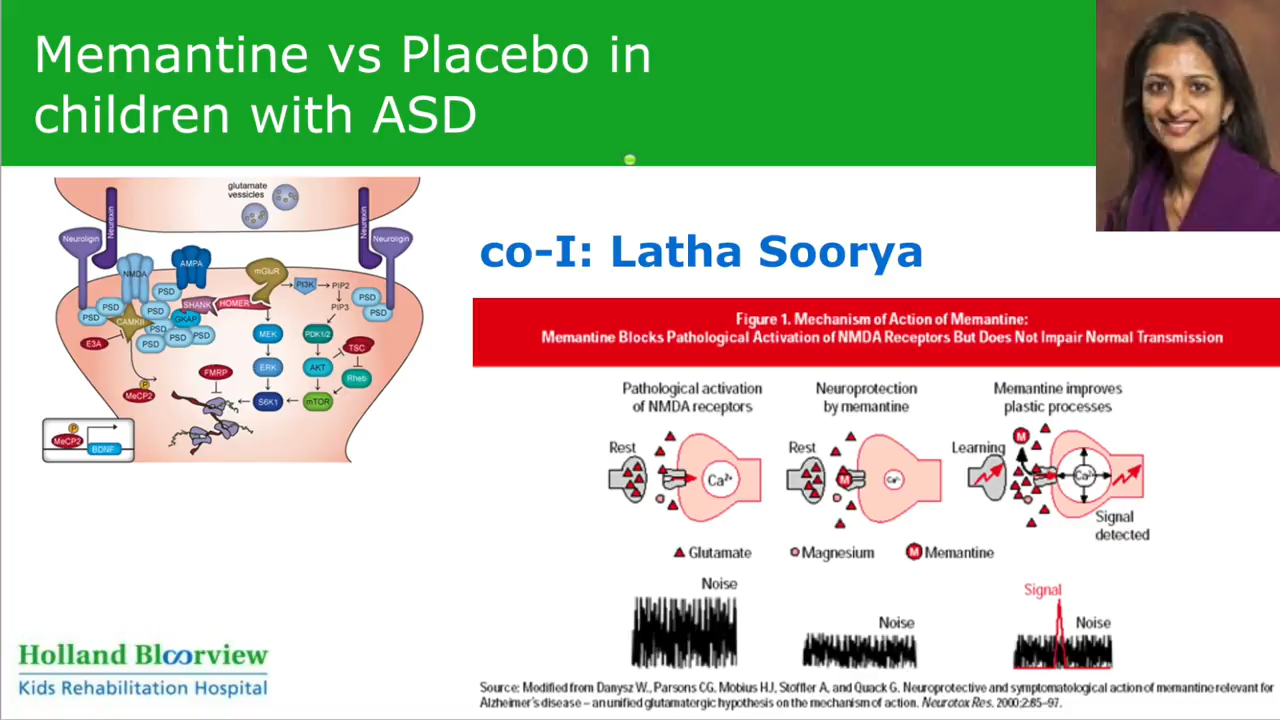 Memantine vs Placebo in
children with ASD
glutamate
vesicles
Neurexin
Neurexin
Neuroligin
Neuroligin
NMDA
AMPA
mGluR
PI3K
PIP2
PIP3
PSD
PSD
PSD
PSD
PSD
PSD
PSD
PSD
PSD
PSD
SHANK
HOMER
GKAP
CAMKII
E3A
MEK
PDK1/2
TSC
ERK
AKT
Rheb
FMRP
S6K1
mTOR
P
MeCP2
P
MeCP2
BDNF
co-I: Latha Soorya
Figure 1. Mechanism of Action of Memantine:
Memantine Blocks Pathological Activation of NMDA Receptors But Does Not Impair Normal Transmission
Pathological activation
of NMDA receptors
Neuroprotection
by memantine
Memantine improves
plastic processes
Rest
Ca²⁺
Rest
M
Ca²⁺
Learning
M
Ca²⁺
Signal
detected
Glutamate
Magnesium
M Memantine
Noise
Noise
Signal
Noise
Holland Bloorview
Kids Rehabilitation Hospital
Source: Modified from Danysz W., Parsons CG, Mobius HJ, Stoffler A, and Quack G. Neuroprotective and symptomatological action of memantine relevant for
Alzheimer's disease – an unified glutamatergic hypothesis on the mechanism of action. Neurotox Res. 2000;2:85–97.